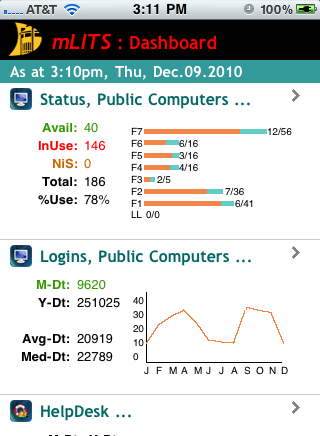 AT&T 3:11 PM 100%
mLITS : Dashboard
As at 3:10pm, Thu, Dec.09.2010
Status, Public Computers ...
Avail: 40
InUse: 146
NiS: 0
Total: 186
%Use: 78%
F7 12/56
F6 6/16
F5 3/16
F4 4/16
F3 2/5
F2 7/36
F1 6/41
LL 0/0
Logins, Public Computers ...
M-Dt: 9620
Y-Dt: 251025
Avg-Dt: 20919
Med-Dt: 22789
40
30
20
10
0
J F M A M J J A S O N D
HelpDesk ...